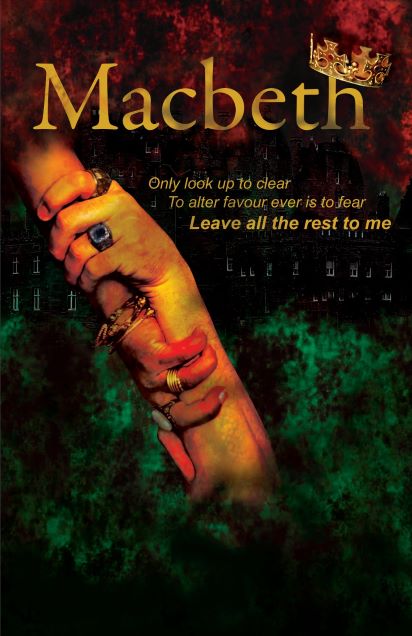 Macbeth
Only look up to clear
To alter favour ever is to fear
Leave all the rest to me